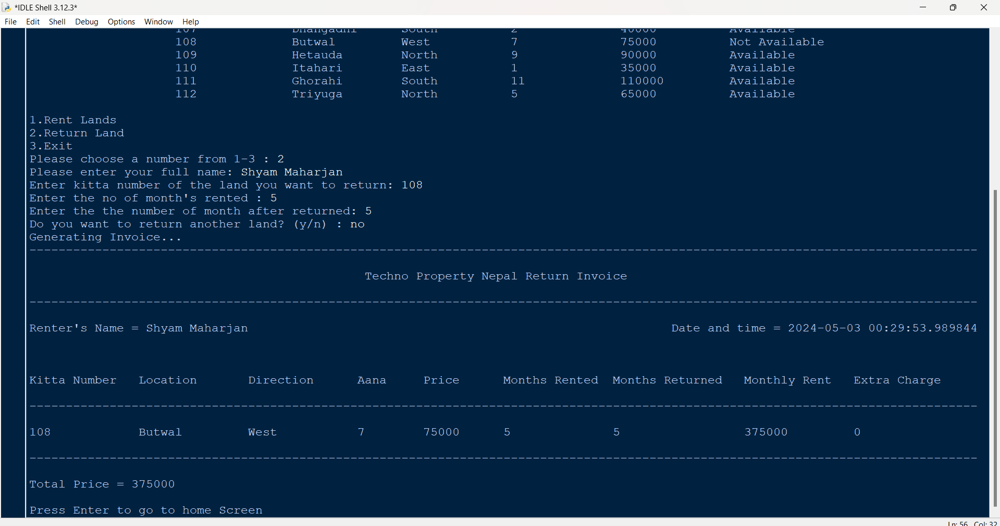 *IDLE Shell 3.12.3*
File Edit Shell Debug Options Window Help
107 Dhangadhi South 2 40000 Available
108 Butwal West 7 75000 Not Available
109 Hetauda North 9 90000 Available
110 Itahari East 1 35000 Available
111 Ghorahi South 11 110000 Available
112 Triyuga North 5 65000 Available
1.Rent Lands
2.Return Land
3.Exit
Please choose a number from 1-3 : 2
Please enter your full name: Shyam Maharjan
Enter kitta number of the land you want to return: 108
Enter the no of month's rented : 5
Enter the the number of month after returned: 5
Do you want to return another land? (y/n) : no
Generating Invoice...
Techno Property Nepal Return Invoice
Renter's Name = Shyam Maharjan Date and time = 2024-05-03 00:29:53.989844
Kitta Number Location Direction Aana Price Months Rented Months Returned Monthly Rent Extra Charge
108 Butwal West 7 75000 5 5 375000 0
Total Price = 375000
Press Enter to go to home Screen
Ln: 56 Col: 32